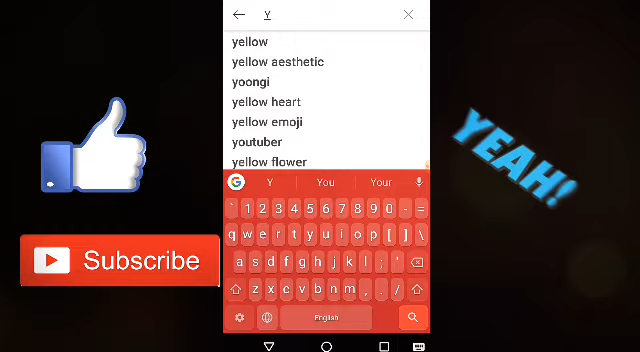 Y
yellow
yellow aesthetic
yoongi
yellow heart
yellow emoji
youtuber
yellow flower
G Y You Your
` 1 2 3 4 5 6 7 8 9 0 - =
q w e r t y u i o p [ ] \
a s d f g h j k l ; '
z x c v b n m , . /
English
Subscribe
YEAH!